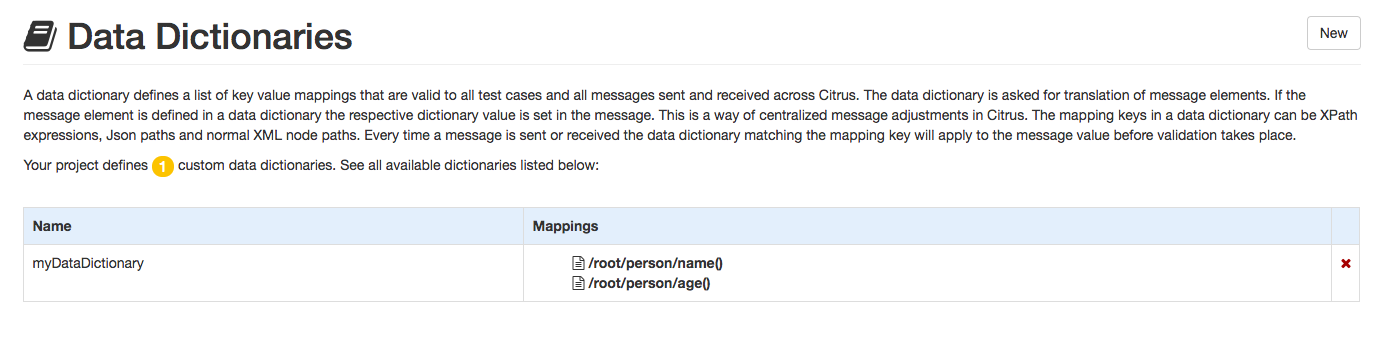 Data Dictionaries
New
A data dictionary defines a list of key value mappings that are valid to all test cases and all messages sent and received across Citrus. The data dictionary is asked for translation of message elements. If the
message element is defined in a data dictionary the respective dictionary value is set in the message. This is a way of centralized message adjustments in Citrus. The mapping keys in a data dictionary can be XPath
expressions, Json paths and normal XML node paths. Every time a message is sent or received the data dictionary matching the mapping key will apply to the message value before validation takes place.
Your project defines 1 custom data dictionaries. See all available dictionaries listed below:
Name
Mappings
myDataDictionary
/root/person/name()
/root/person/age()